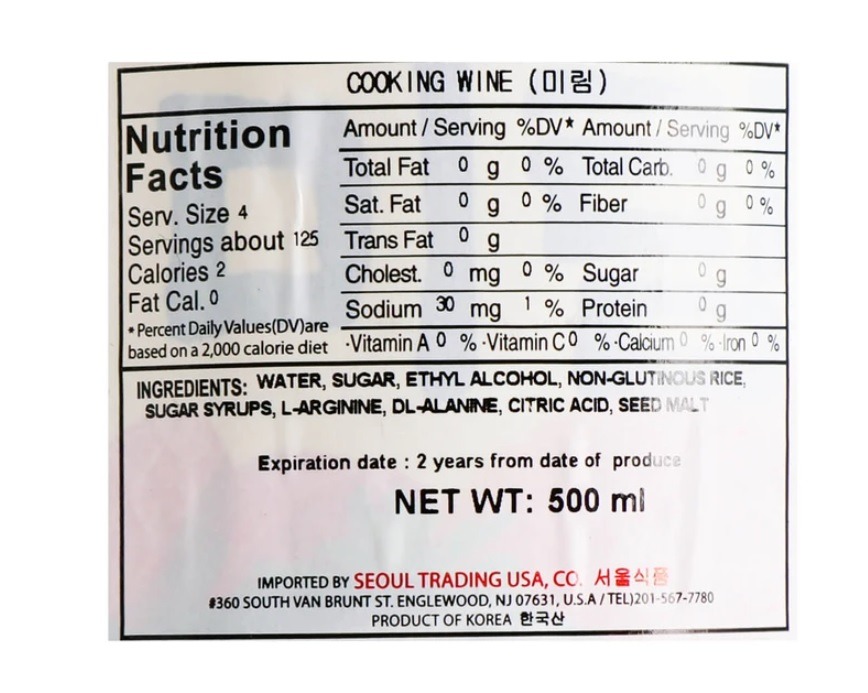 COOKING WINE (미림)
Nutrition
Facts
Serv. Size 4
Servings about 125
Calories 2
Fat Cal. 0
*Percent Daily Values(DV)are
based on a 2,000 calorie diet
Amount / Serving %DV* Amount / Serving %DV*
Total Fat 0 g 0 % Total Carb. 0 g 0 %
Sat. Fat 0 g 0 % Fiber 0 g 0 %
Trans Fat 0 g
Cholest. 0 mg 0 % Sugar 0 g
Sodium 30 mg 1 % Protein 0 g
·Vitamin A 0 % ·Vitamin C 0 % ·Calcium 0 % ·Iron 0 %
INGREDIENTS: WATER, SUGAR, ETHYL ALCOHOL, NON-GLUTINOUS RICE,
SUGAR SYRUPS, L-ARGININE, DL-ALANINE, CITRIC ACID, SEED MALT
Expiration date : 2 years from date of produce
NET WT: 500 ml
IMPORTED BY SEOUL TRADING USA, CO. 서울식품
#360 SOUTH VAN BRUNT ST. ENGLEWOOD, NJ 07631, U.S.A / TEL)201-567-7780
PRODUCT OF KOREA 한국산